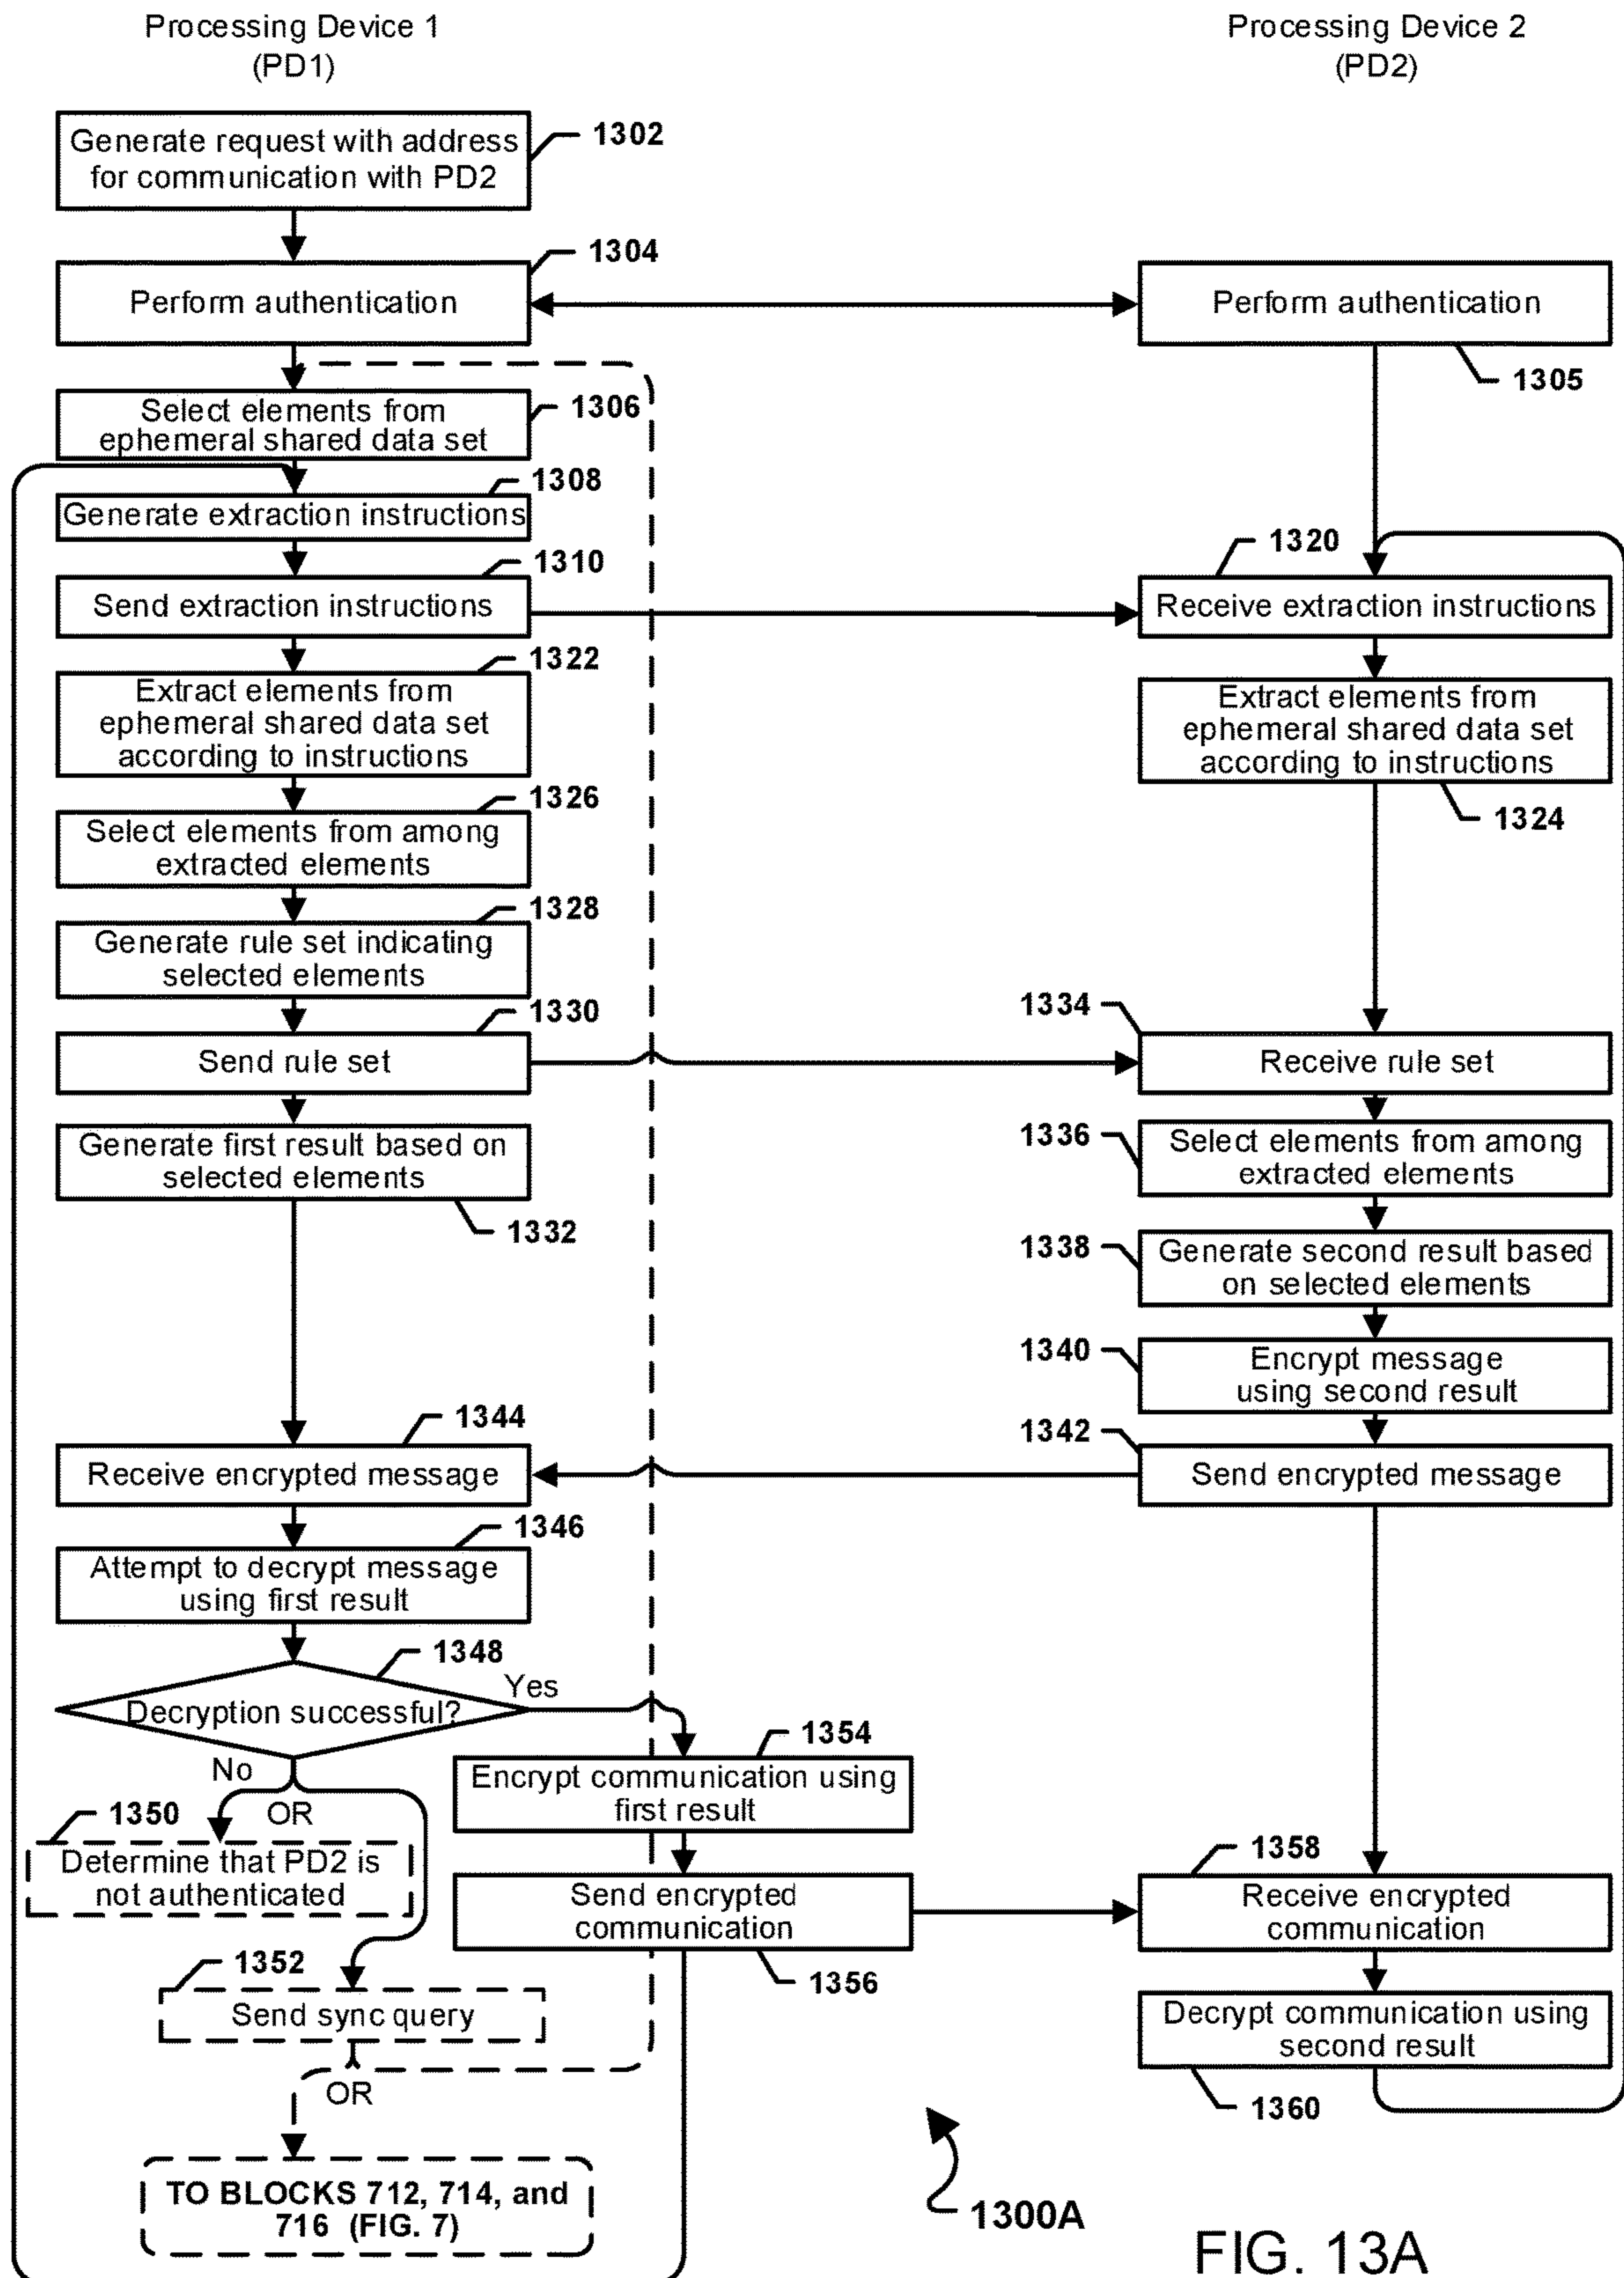 Processing Device 1
(PD1)
Processing Device 2
(PD2)
Generate request with address
for communication with PD2
1302
Perform authentication
1304
Perform authentication
1305
Select elements from
ephemeral shared data set
1306
Generate extraction instructions
1308
Send extraction instructions
1310
Receive extraction instructions
1320
Extract elements from
ephemeral shared data set
according to instructions
1322
Extract elements from
ephemeral shared data set
according to instructions
1324
Select elements from among
extracted elements
1326
Generate rule set indicating
selected elements
1328
Send rule set
1330
Receive rule set
1334
Generate first result based on
selected elements
1332
Select elements from among
extracted elements
1336
Generate second result based
on selected elements
1338
Encrypt message
using second result
1340
Send encrypted message
1342
Receive encrypted message
1344
Attempt to decrypt message
using first result
1346
Decryption successful?
1348
Yes
No
OR
Determine that PD2 is
not authenticated
1350
Send sync query
1352
OR
TO BLOCKS 712, 714, and
716 (FIG. 7)
Encrypt communication using
first result
1354
Send encrypted
communication
1356
Receive encrypted
communication
1358
Decrypt communication using
second result
1360
1300A
FIG. 13A